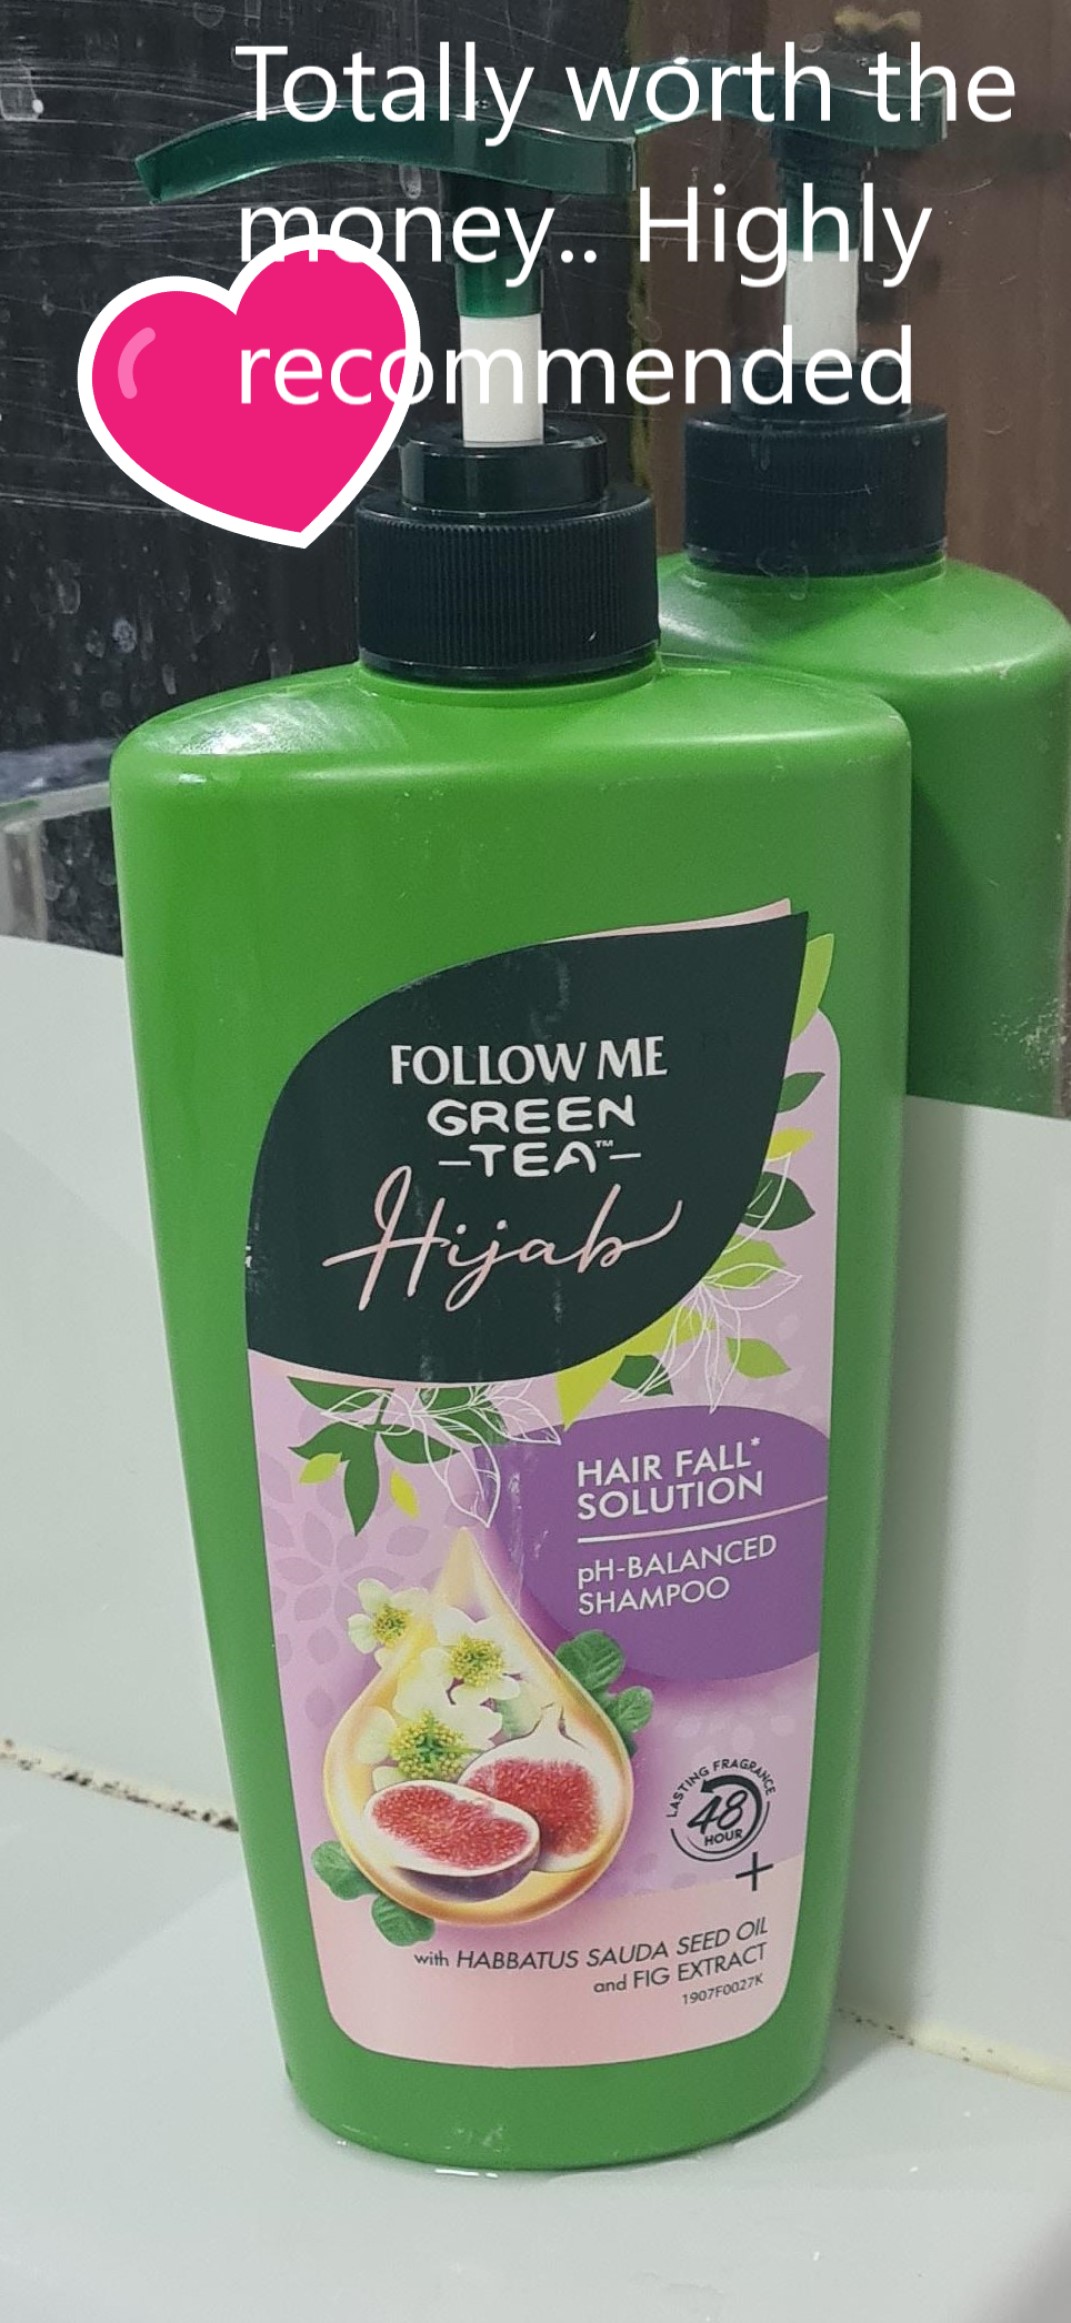 Totally worth the
money.. Highly
recommended
FOLLOW ME
GREEN
-TEA™-
Hijab
HAIR FALL*
SOLUTION
pH-BALANCED
SHAMPOO
LASTING FRAGRANCE
48
HOUR
+
with HABBATUS SAUDA SEED OIL
and FIG EXTRACT
1907F0027K